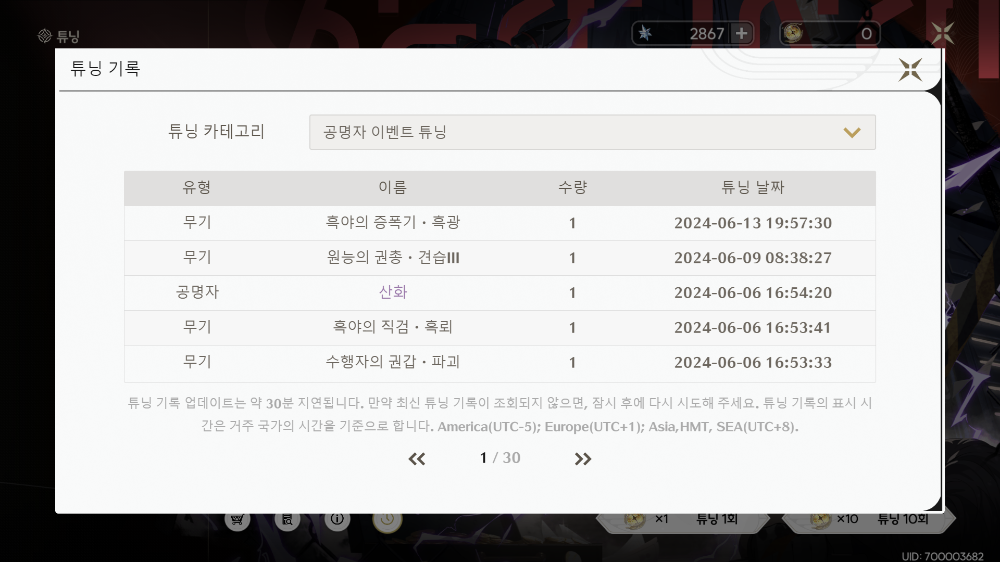 튜닝
2867
0
튜닝 기록
튜닝 카테고리 공명자 이벤트 튜닝
유형 이름 수량 튜닝 날짜
무기 흑야의 증폭기·흑광 1 2024-06-13 19:57:30
무기 원능의 권총·견습III 1 2024-06-09 08:38:27
공명자 산화 1 2024-06-06 16:54:20
무기 흑야의 직검·흑뢰 1 2024-06-06 16:53:41
무기 수행자의 권갑·파괴 1 2024-06-06 16:53:33
튜닝 기록 업데이트는 약 30분 지연됩니다. 만약 최신 튜닝 기록이 조회되지 않으면, 잠시 후에 다시 시도해 주세요. 튜닝 기록의 표시 시
간은 거주 국가의 시간을 기준으로 합니다. America(UTC-5); Europe(UTC+1); Asia,HMT, SEA(UTC+8).
1 / 30
×1 튜닝 1회
×10 튜닝 10회
UID: 700003682